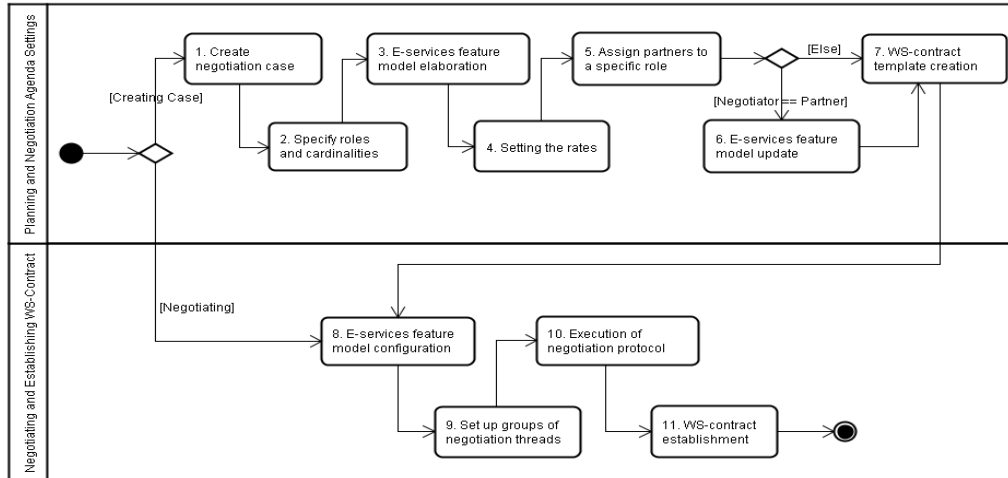 Planning and Negotiation Agenda Settings
1. Create
negotiation case
3. E-services feature
model elaboration
5. Assign partners to
a specific role
[Else]
7. WS-contract
template creation
[Creating Case]
[Negotiator == Partner]
2. Specify roles
and cardinalities
4. Setting the rates
6. E-services feature
model update
Negotiating and Establishing WS-Contract
[Negotiating]
8. E-services feature
model configuration
10. Execution of
negotiation protocol
9. Set up groups of
negotiation threads
11. WS-contract
establishment